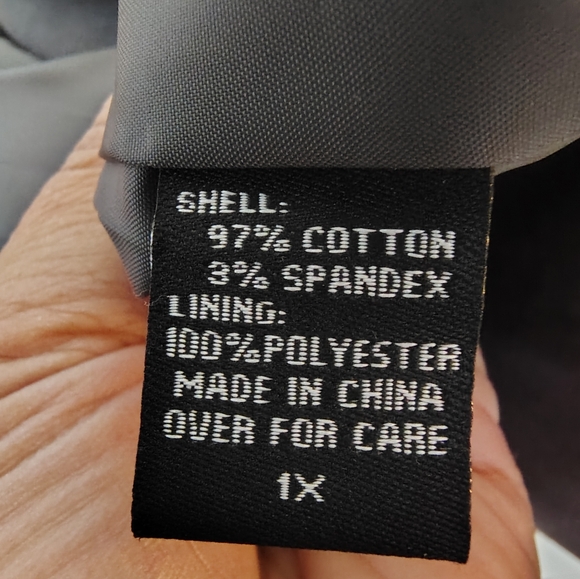 SHELL:
97% COTTON
3% SPANDEX
LINING:
100%POLYESTER
MADE IN CHINA
OVER FOR CARE
1X